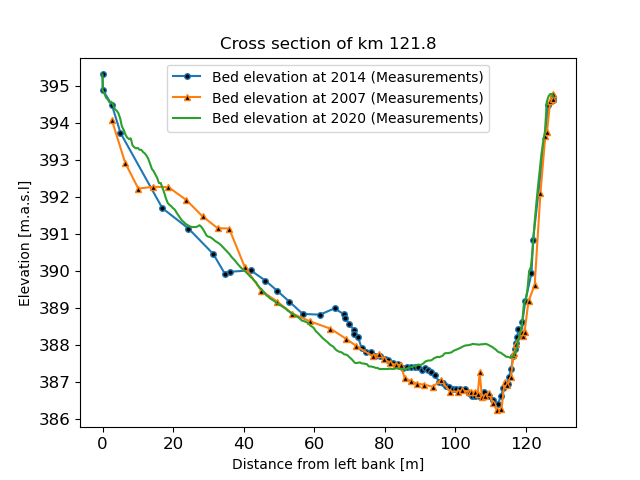 Cross section of km 121.8
Bed elevation at 2014 (Measurements)
Bed elevation at 2007 (Measurements)
Bed elevation at 2020 (Measurements)
Elevation [m.a.s.l]
395
394
393
392
391
390
389
388
387
386
0 20 40 60 80 100 120
Distance from left bank [m]